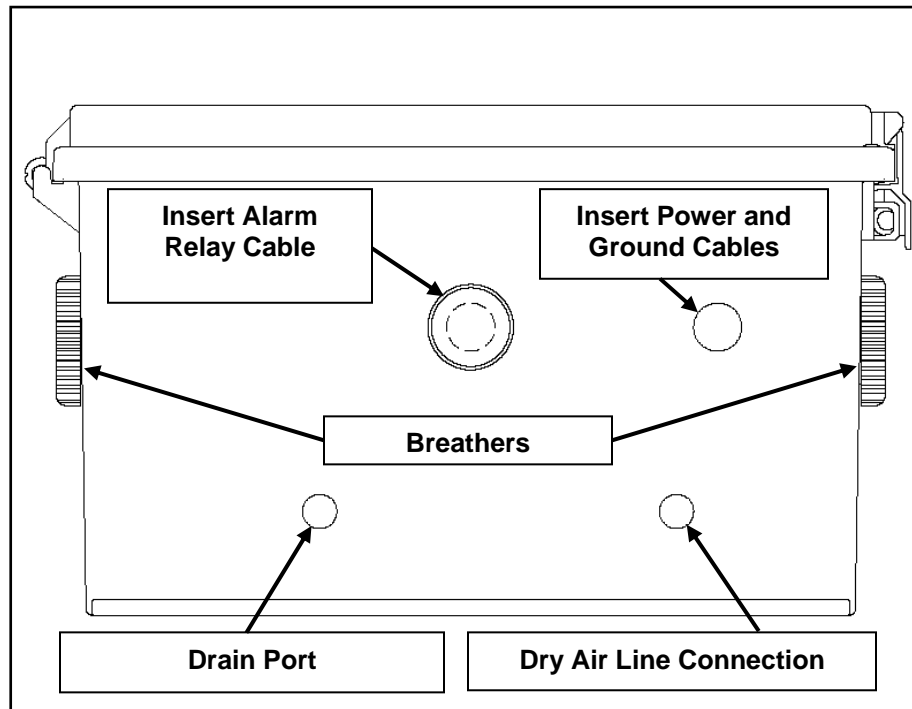 Insert Alarm
Relay Cable
Insert Power and
Ground Cables
Breathers
Drain Port
Dry Air Line Connection